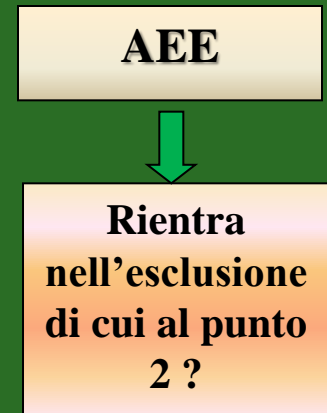 AEE
Rientra
nell’esclusione
di cui al punto
2 ?